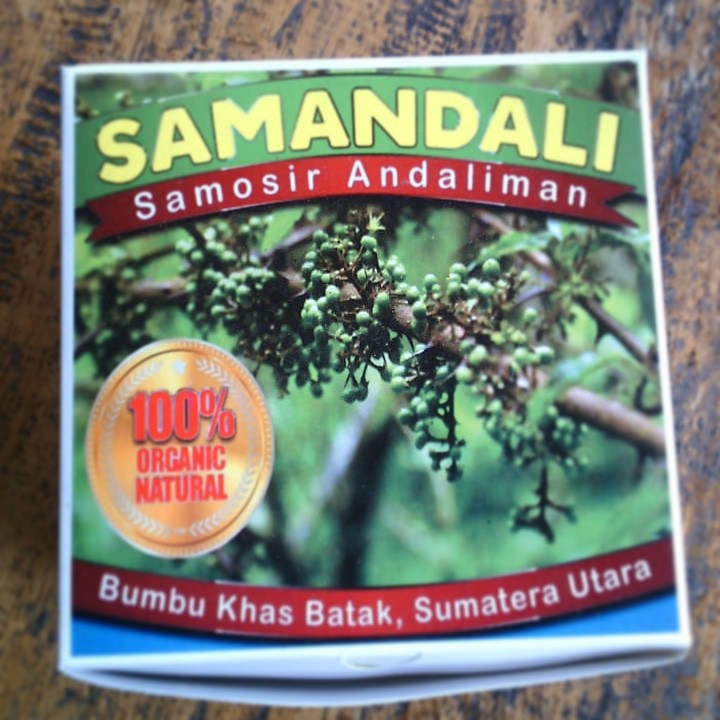 SAMANDALI
Samosir Andaliman
100%
ORGANIC
NATURAL
Bumbu Khas Batak, Sumatera Utara